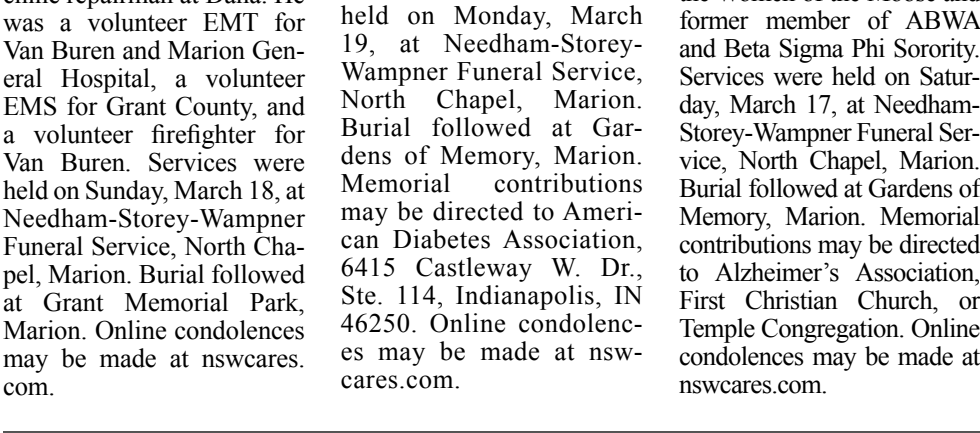 chine repairman at Dana. He
was a volunteer EMT for
Van Buren and Marion Gen-
eral Hospital, a volunteer
EMS for Grant County, and
a volunteer firefighter for
Van Buren. Services were
held on Sunday, March 18, at
Needham-Storey-Wampner
Funeral Service, North Cha-
pel, Marion. Burial followed
at Grant Memorial Park,
Marion. Online condolences
may be made at nswcares.
com.
held on Monday, March
19, at Needham-Storey-
Wampner Funeral Service,
North Chapel, Marion.
Burial followed at Gar-
dens of Memory, Marion.
Memorial contributions
may be directed to Ameri-
can Diabetes Association,
6415 Castleway W. Dr.,
Ste. 114, Indianapolis, IN
46250. Online condolenc-
es may be made at nsw-
cares.com.
the Women of the Moose and
former member of ABWA
and Beta Sigma Phi Sorority.
Services were held on Satur-
day, March 17, at Needham-
Storey-Wampner Funeral Ser-
vice, North Chapel, Marion.
Burial followed at Gardens of
Memory, Marion. Memorial
contributions may be directed
to Alzheimer’s Association,
First Christian Church, or
Temple Congregation. Online
condolences may be made at
nswcares.com.